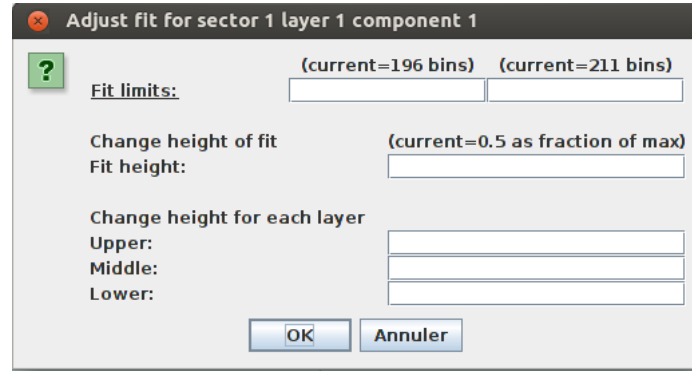 Adjust fit for sector 1 layer 1 component 1
?
(current=196 bins) (current=211 bins)
Fit limits:
Change height of fit (current=0.5 as fraction of max)
Fit height:
Change height for each layer
Upper:
Middle:
Lower:
OK Annuler